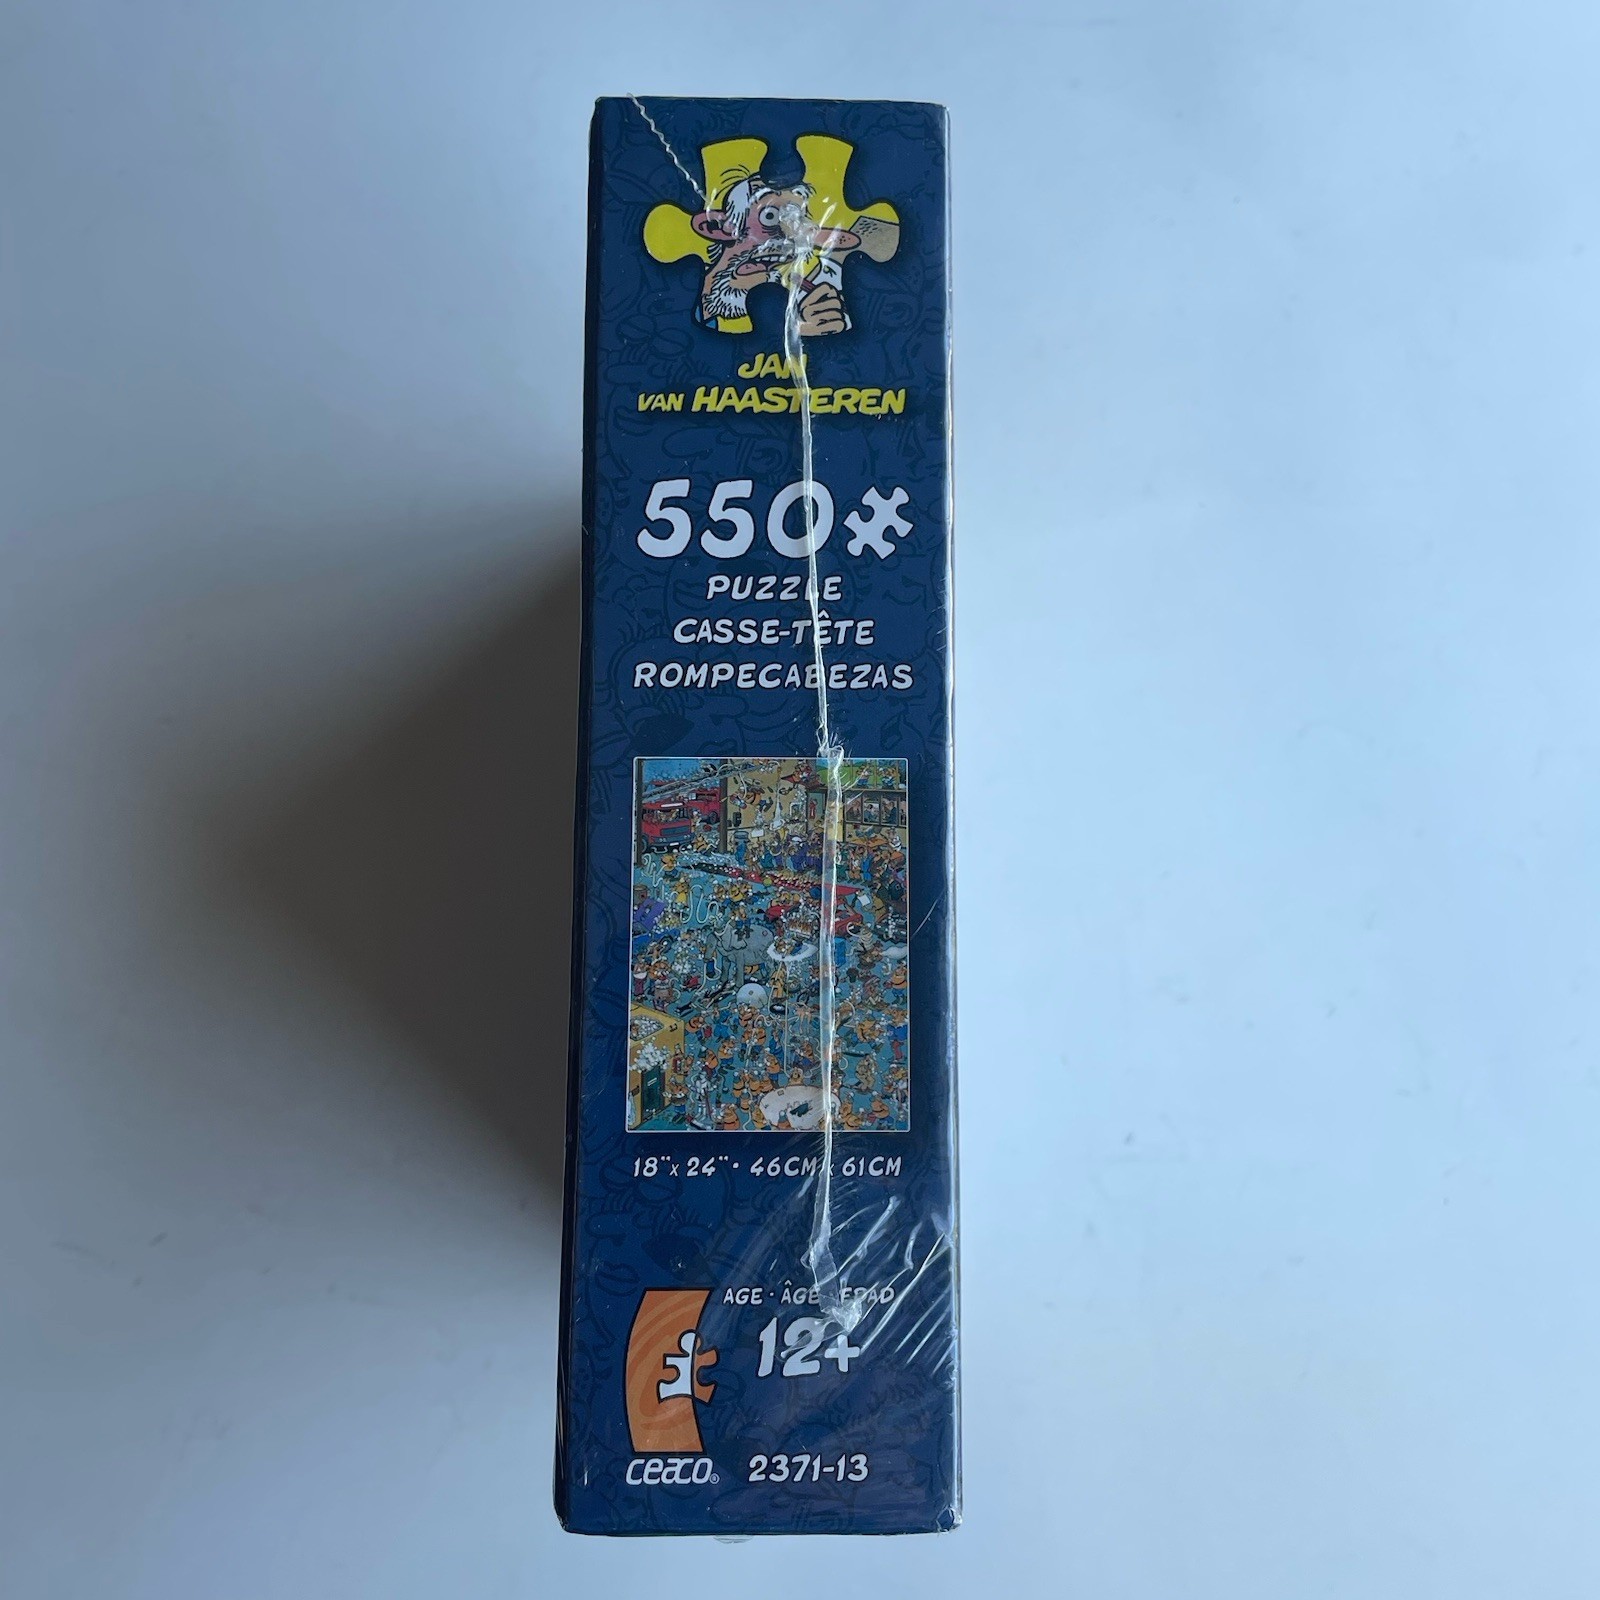 JAN
VAN HAASTEREN
550
PUZZLE
CASSE-TÊTE
ROMPECABEZAS
18" x 24" · 46CM x 61CM
AGE · ÂGE · EDAD
12+
ceaco® 2371-13